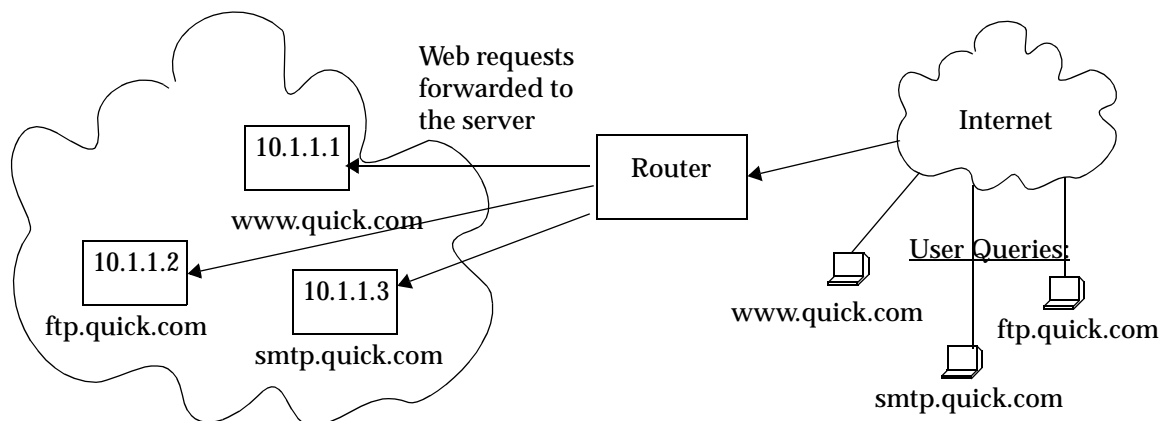 Web requests
forwarded to
the server
Internet
10.1.1.1
Router
www.quick.com
10.1.1.2
User Queries:
10.1.1.3
www.quick.com
ftp.quick.com
ftp.quick.com
smtp.quick.com
smtp.quick.com